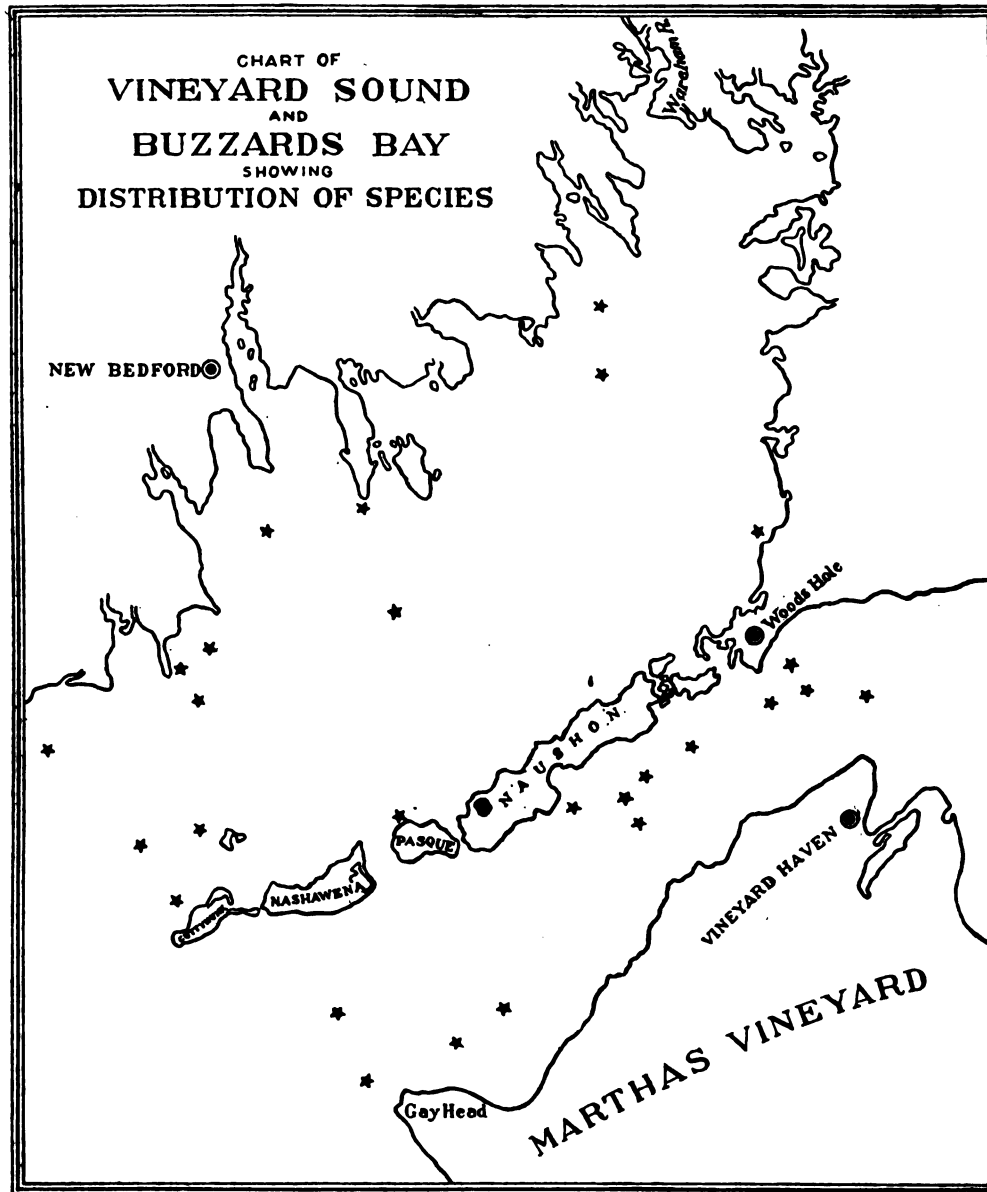 CHART OF
VINEYARD SOUND
AND
BUZZARDS BAY
SHOWING
DISTRIBUTION OF SPECIES
Wareham R.
NEW BEDFORD
Woods Hole
NAUSHON
PASQUE
NASHAWENA
CUTTYHUNK
VINEYARD HAVEN
MARTHAS VINEYARD
Gay Head